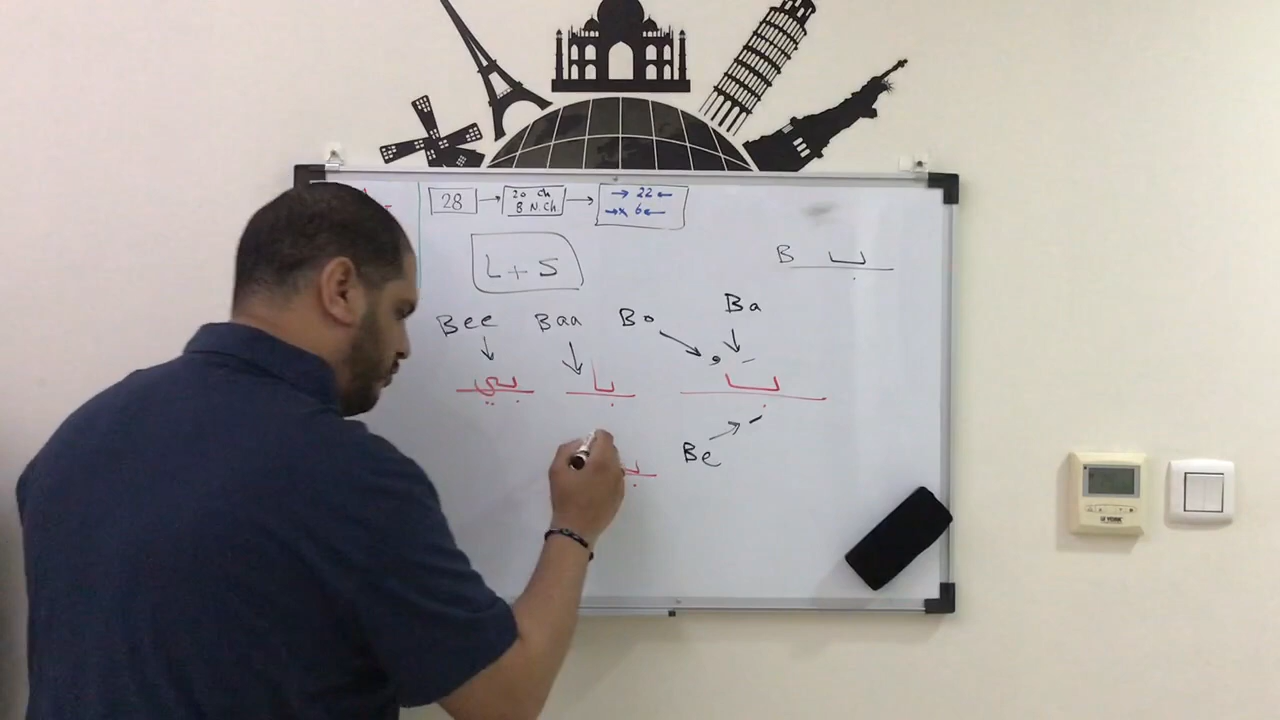 28 → 20 Ch → → 22 ←
8 N.Ch →x 6 ←
L + S
B ب
Bee Baa Bo Ba
بي با ب
Be